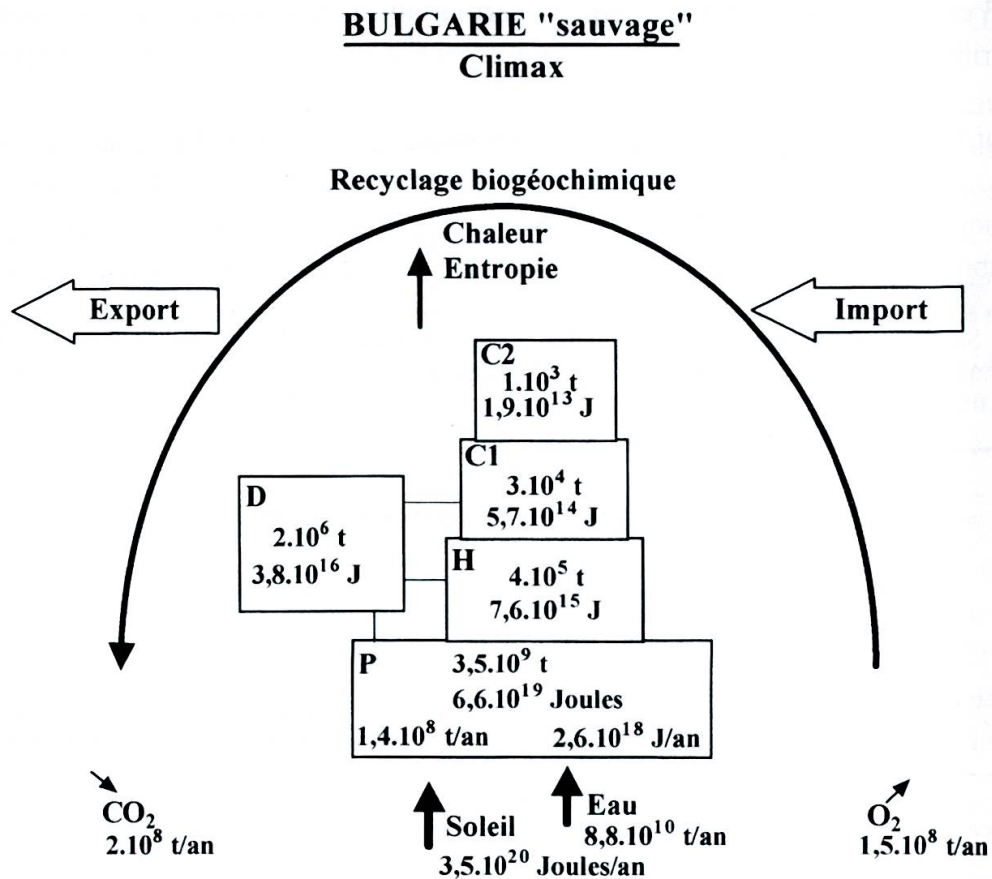 BULGARIE "sauvage"
Climax
Recyclage biogéochimique
Chaleur
Entropie
Export
Import
C2
1.10³ t
1,9.10¹³ J
C1
3.10⁴ t
5,7.10¹⁴ J
D
2.10⁶ t
3,8.10¹⁶ J
H
4.10⁵ t
7,6.10¹⁵ J
P
3,5.10⁹ t
6,6.10¹⁹ Joules
1,4.10⁸ t/an 2,6.10¹⁸ J/an
CO₂
2.10⁸ t/an
Soleil
3,5.10²⁰ Joules/an
Eau
8,8.10¹⁰ t/an
O₂
1,5.10⁸ t/an